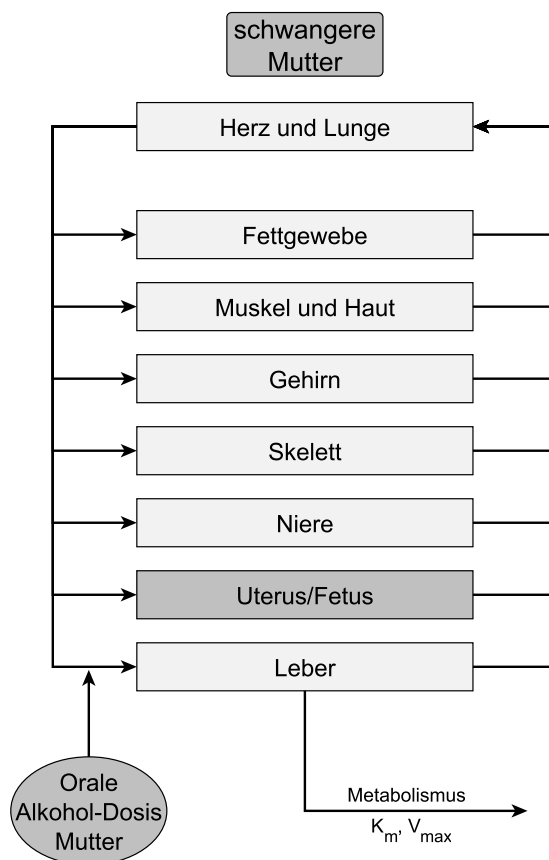 schwangere
Mutter
Herz und Lunge
Fettgewebe
Muskel und Haut
Gehirn
Skelett
Niere
Uterus/Fetus
Leber
Orale
Alkohol-Dosis
Mutter
Metabolismus
Km, Vmax